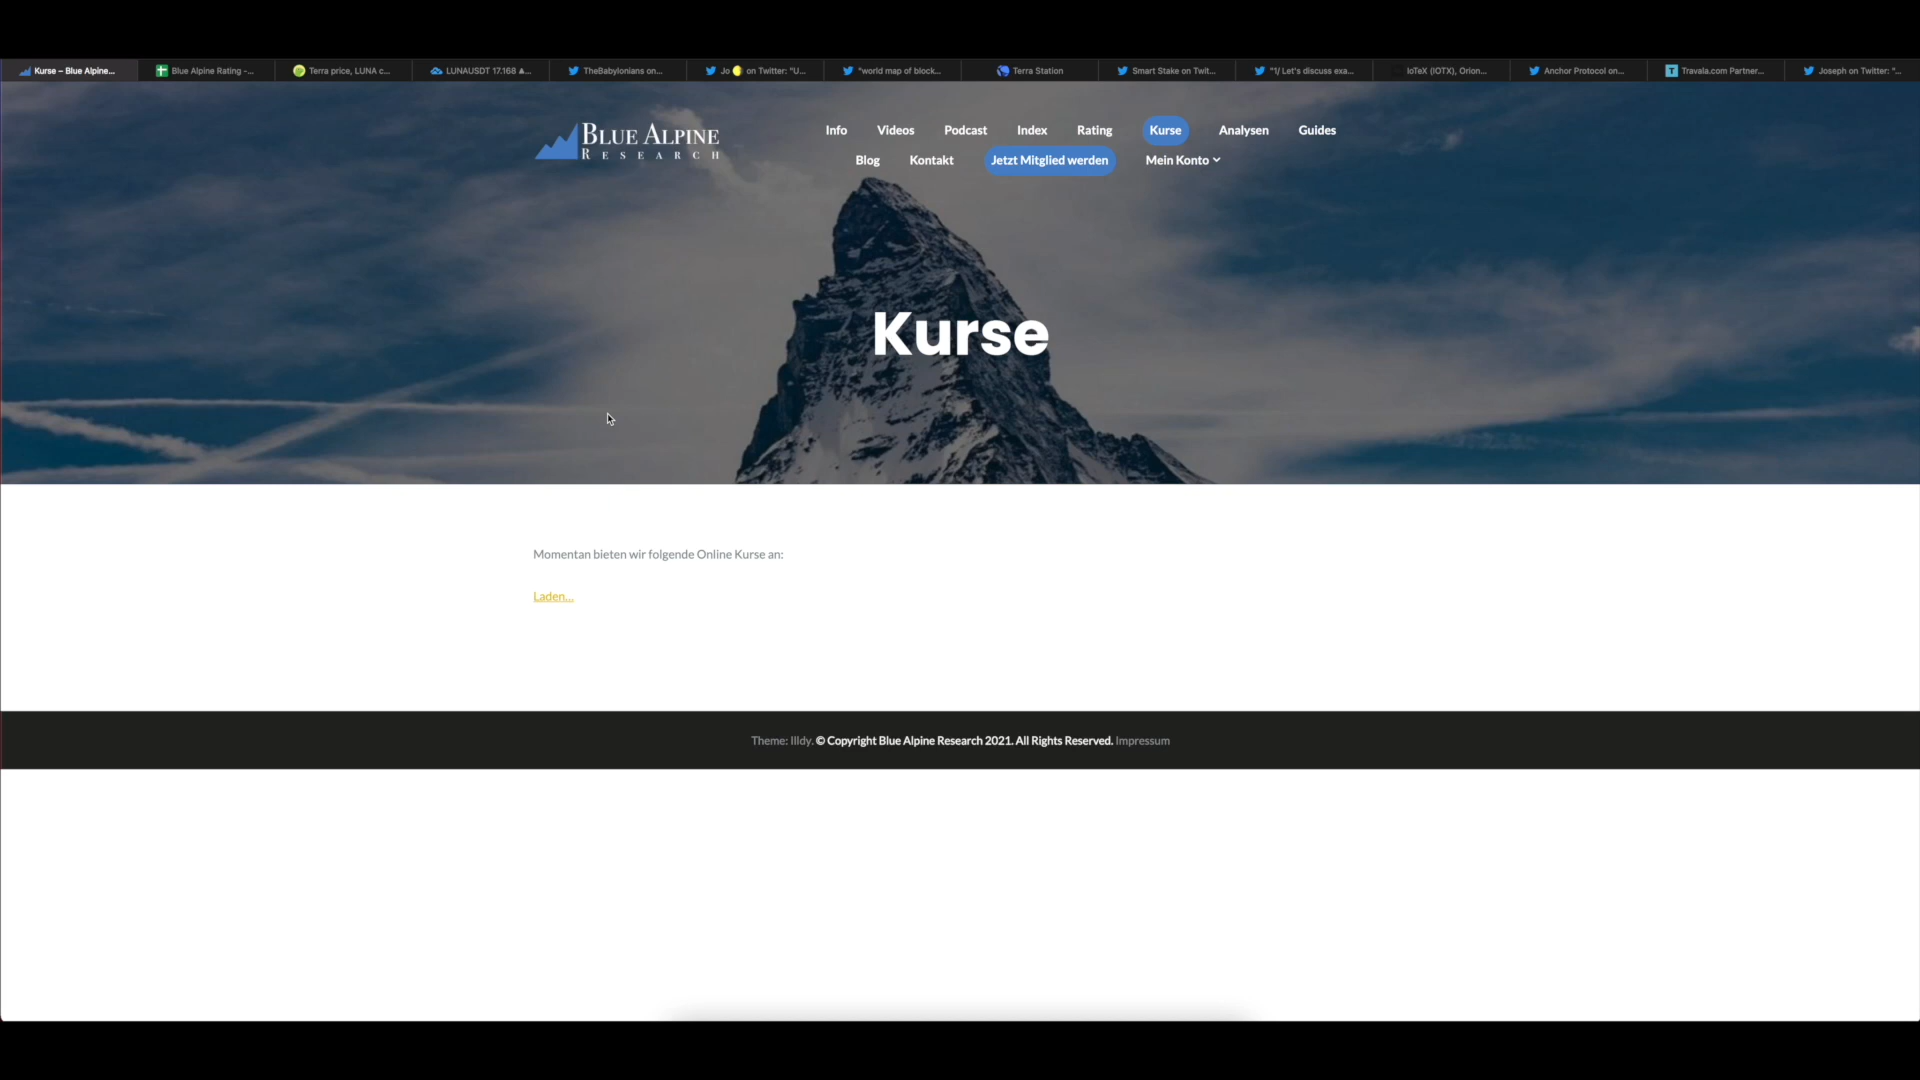 Kurse – Blue Alpine...
Blue Alpine Rating -...
Terra price, LUNA c...
LUNAUSDT 17.168 ▲...
TheBabylonians on...
Jo 🌖 on Twitter: "U...
"world map of block...
Terra Station
Smart Stake on Twit...
"1/ Let's discuss exa...
IoTeX (IOTX), Orion...
Anchor Protocol on...
Travala.com Partner...
Joseph on Twitter: "...
BLUE ALPINE
RESEARCH
Info Videos Podcast Index Rating Kurse Analysen Guides
Blog Kontakt Jetzt Mitglied werden Mein Konto
Kurse
Momentan bieten wir folgende Online Kurse an:
Laden...
Theme: Illdy. © Copyright Blue Alpine Research 2021. All Rights Reserved. Impressum